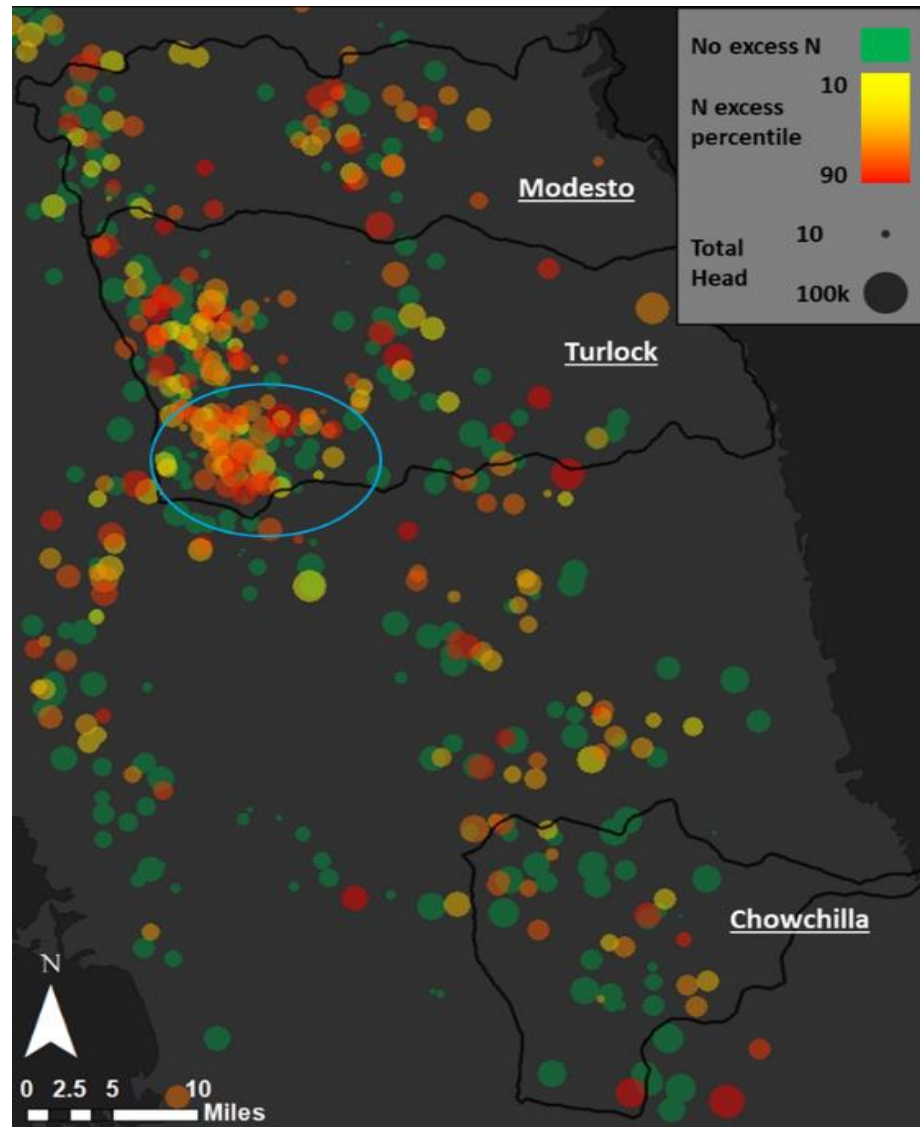 No excess N
10
N excess
percentile
90
10
Total
Head
100k
Modesto
Turlock
Chowchilla
N
0 2.5 5 10
Miles